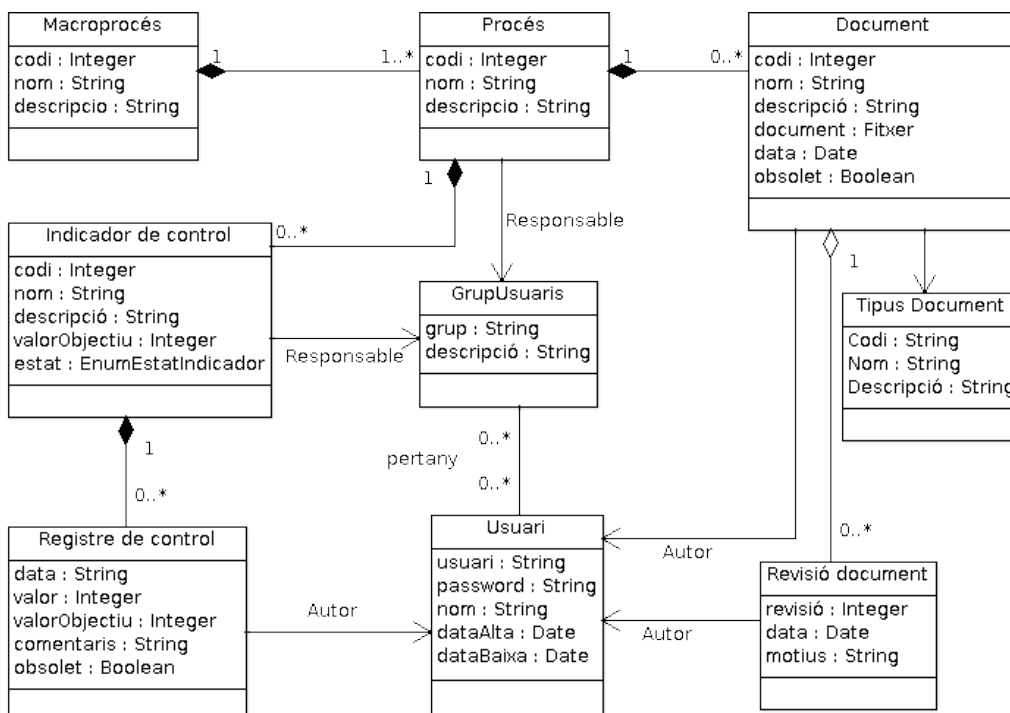 Macroprocés
codi : Integer
nom : String
descripcio : String
1
1..*
Procés
codi : Integer
nom : String
descripcio : String
1
0..*
Document
codi : Integer
nom : String
descripció : String
document : Fitxer
data : Date
obsolet : Boolean
1
0..*
Responsable
1
Indicador de control
codi : Integer
nom : String
descripció : String
valorObjectiu : Integer
estat : EnumEstatIndicador
Responsable
GrupUsuaris
grup : String
descripció : String
Tipus Document
Codi : String
Nom : String
Descripció : String
1
0..*
0..*
pertany
0..*
0..*
Registre de control
data : String
valor : Integer
valorObjectiu : Integer
comentaris : String
obsolet : Boolean
Autor
Usuari
usuari : String
password : String
nom : String
dataAlta : Date
dataBaixa : Date
Autor
Autor
Revisió document
revisió : Integer
data : Date
motius : String